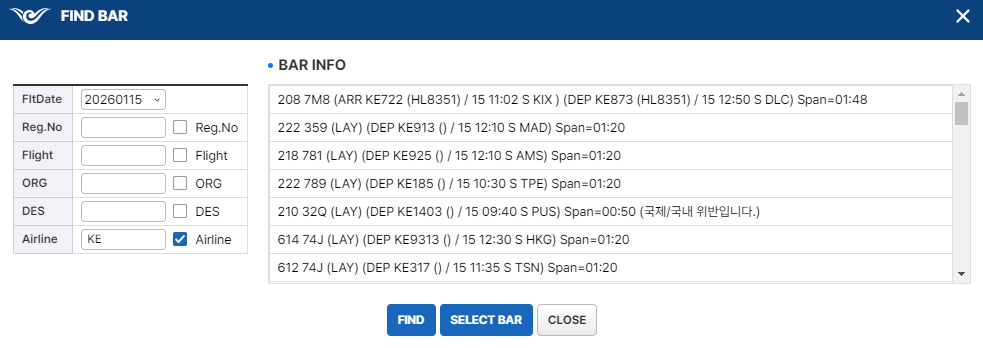 FIND BAR
BAR INFO
FltDate 20260115
Reg.No Reg.No
Flight Flight
ORG ORG
DES DES
Airline KE Airline
208 7M8 (ARR KE722 (HL8351) / 15 11:02 S KIX ) (DEP KE873 (HL8351) / 15 12:50 S DLC) Span=01:48
222 359 (LAY) (DEP KE913 () / 15 12:10 S MAD) Span=01:20
218 781 (LAY) (DEP KE925 () / 15 12:10 S AMS) Span=01:20
222 789 (LAY) (DEP KE185 () / 15 10:30 S TPE) Span=01:20
210 32Q (LAY) (DEP KE1403 () / 15 09:40 S PUS) Span=00:50 (국제/국내 위반입니다.)
614 74J (LAY) (DEP KE9313 () / 15 12:30 S HKG) Span=01:20
612 74J (LAY) (DEP KE317 () / 15 11:35 S TSN) Span=01:20
FIND SELECT BAR CLOSE